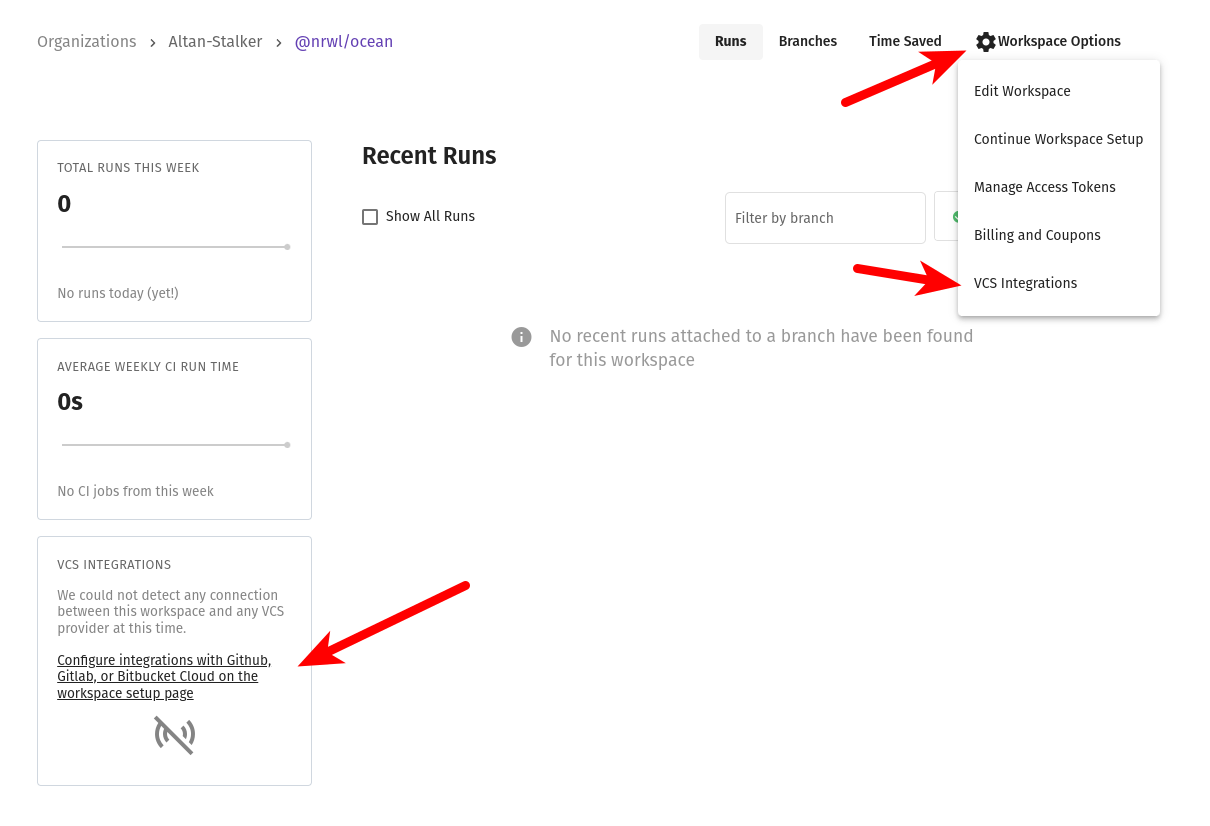 Organizations › Altan-Stalker › @nrwl/ocean
Runs Branches Time Saved Workspace Options
Edit Workspace
Continue Workspace Setup
Manage Access Tokens
Billing and Coupons
VCS Integrations
TOTAL RUNS THIS WEEK
0
No runs today (yet!)
AVERAGE WEEKLY CI RUN TIME
0s
No CI jobs from this week
VCS INTEGRATIONS
We could not detect any connection
between this workspace and any VCS
provider at this time.
Configure integrations with Github,
Gitlab, or Bitbucket Cloud on the
workspace setup page
Recent Runs
Show All Runs
Filter by branch
No recent runs attached to a branch have been found
for this workspace